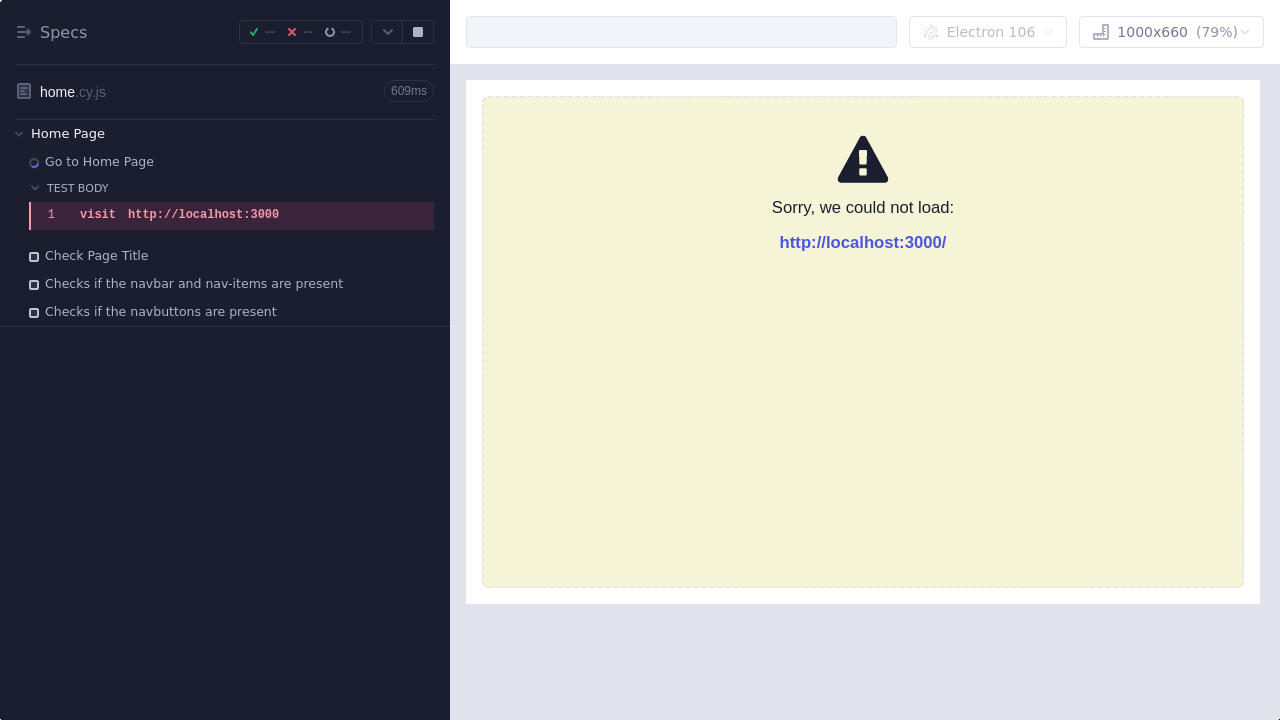 Specs
--
--
--
Electron 106
1000x660 (79%)
home.cy.js
609ms
Home Page
Go to Home Page
TEST BODY
1 visit http://localhost:3000
Check Page Title
Checks if the navbar and nav-items are present
Checks if the navbuttons are present
Sorry, we could not load:
http://localhost:3000/